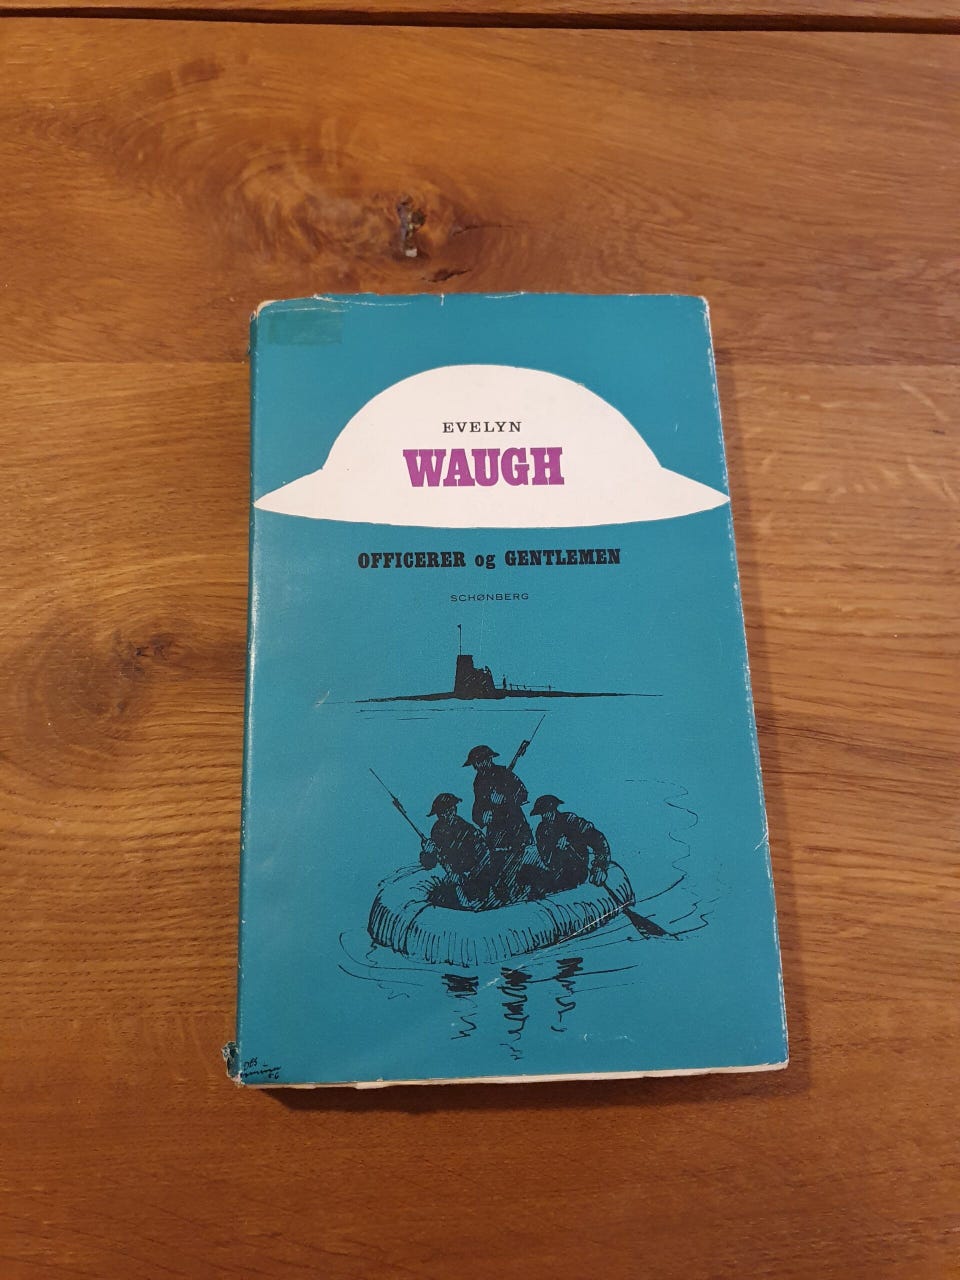 EVELYN
WAUGH
OFFICERER og GENTLEMEN
SCHØNBERG